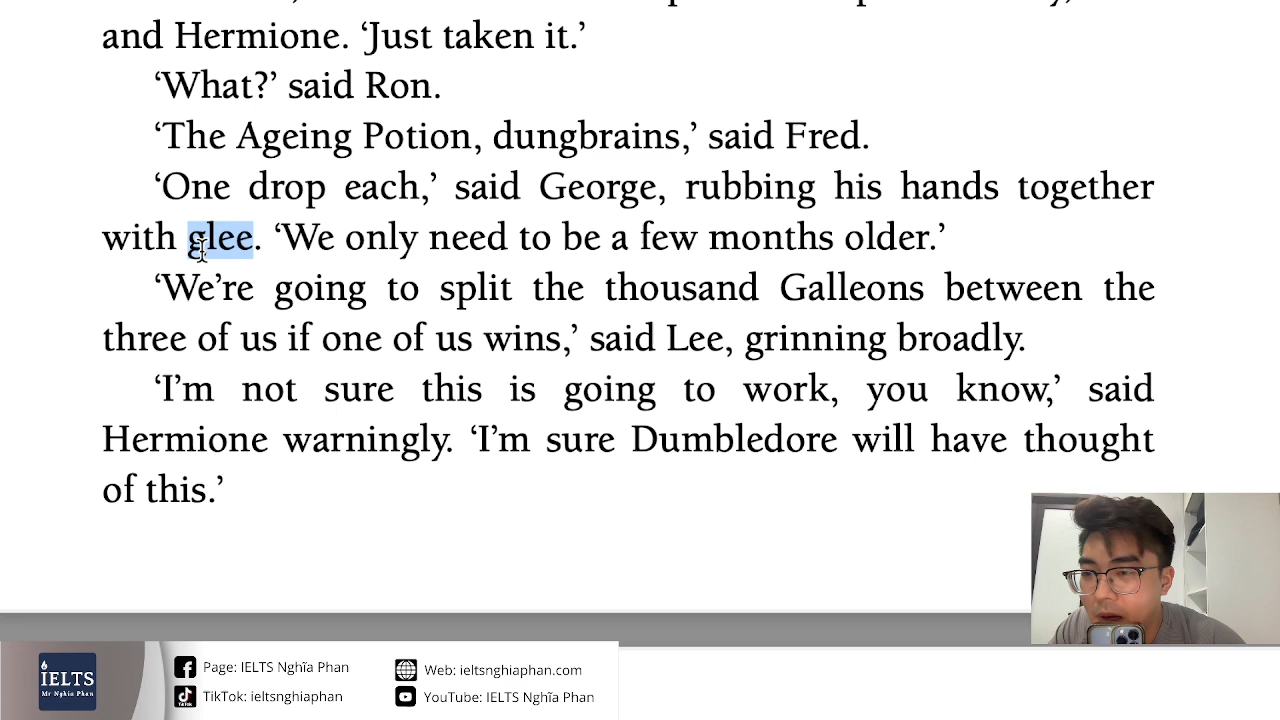 and Hermione. ‘Just taken it.’
‘What?’ said Ron.
‘The Ageing Potion, dungbrains,’ said Fred.
‘One drop each,’ said George, rubbing his hands together
with glee. ‘We only need to be a few months older.’
‘We’re going to split the thousand Galleons between the
three of us if one of us wins,’ said Lee, grinning broadly.
‘I’m not sure this is going to work, you know,’ said
Hermione warningly. ‘I’m sure Dumbledore will have thought
of this.’
IELTS
Mr Nghia Phan
Page: IELTS Nghĩa Phan
TikTok: ieltsnghiaphan
Web: ieltsnghiaphan.com
YouTube: IELTS Nghĩa Phan